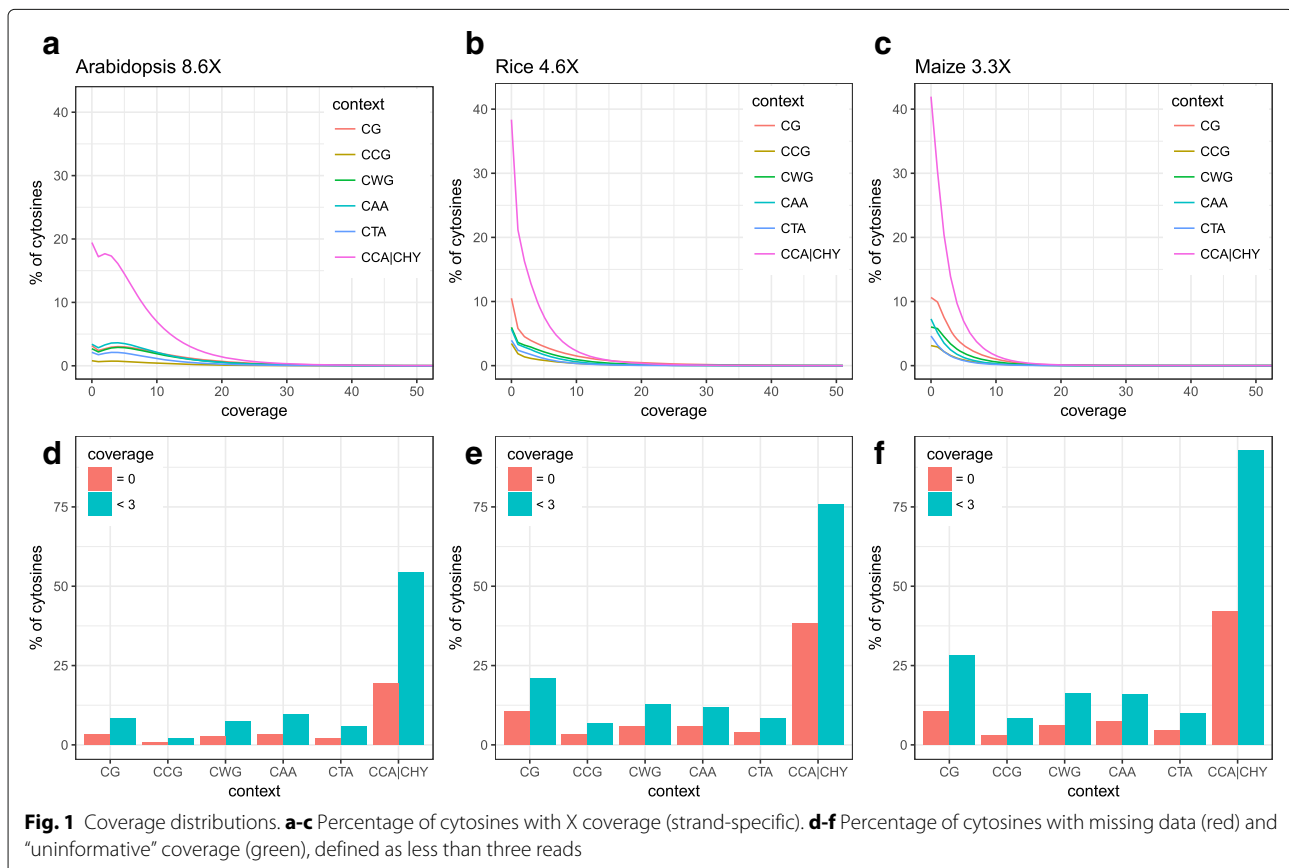 a
Arabidopsis 8.6X
% of cytosines
40
30
20
10
0
context
CG
CCG
CWG
CAA
CTA
CCA|CHY
0 10 20 30 40 50
coverage
b
Rice 4.6X
% of cytosines
40
30
20
10
0
context
CG
CCG
CWG
CAA
CTA
CCA|CHY
0 10 20 30 40 50
coverage
c
Maize 3.3X
% of cytosines
40
30
20
10
0
context
CG
CCG
CWG
CAA
CTA
CCA|CHY
0 10 20 30 40 50
coverage
d
coverage
= 0
< 3
% of cytosines
75
50
25
0
CG CCG CWG CAA CTA CCA|CHY
context
e
coverage
= 0
< 3
% of cytosines
75
50
25
0
CG CCG CWG CAA CTA CCA|CHY
context
f
coverage
= 0
< 3
% of cytosines
75
50
25
0
CG CCG CWG CAA CTA CCA|CHY
context
Fig. 1 Coverage distributions. a-c Percentage of cytosines with X coverage (strand-specific). d-f Percentage of cytosines with missing data (red) and
"uninformative" coverage (green), defined as less than three reads